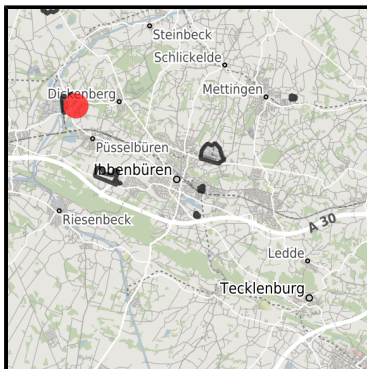 Steinbeck
Schlickelde
Dickenberg
Mettingen
Püsselbüren
Ibbenbüren
Riesenbeck
A 30
Ledde
Tecklenburg